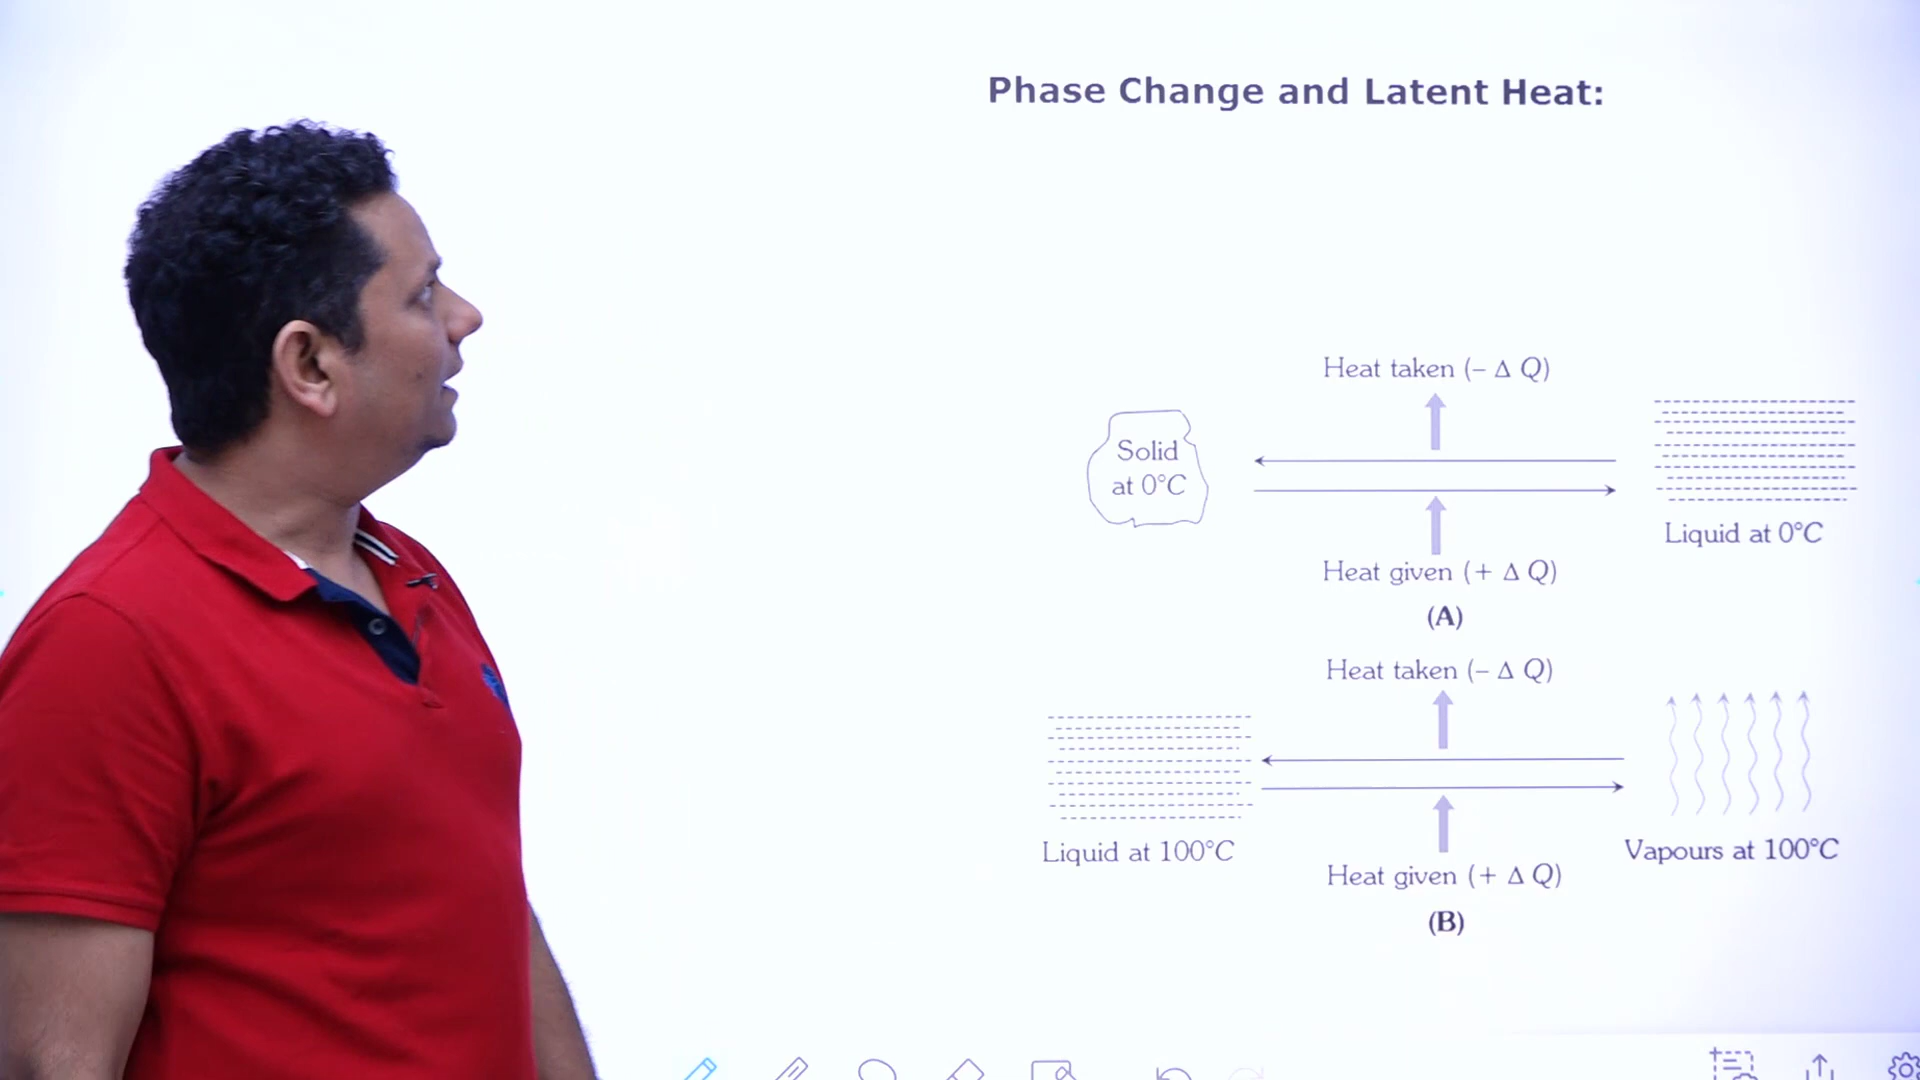 Phase Change and Latent Heat:
Heat taken (– Δ Q)
Solid
at 0°C
Liquid at 0°C
Heat given (+ Δ Q)
(A)
Heat taken (– Δ Q)
Liquid at 100°C
Vapours at 100°C
Heat given (+ Δ Q)
(B)